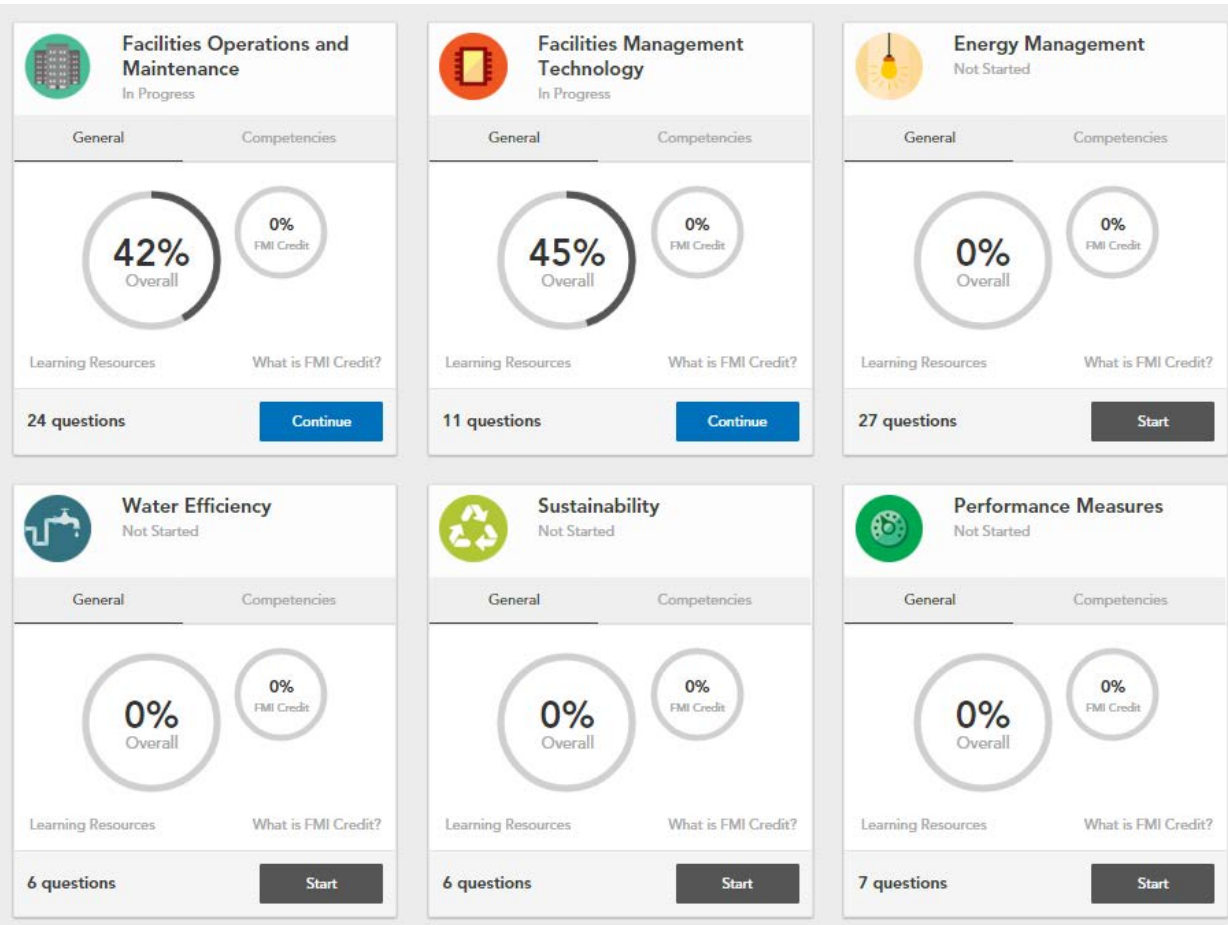 Facilities Operations and
Maintenance
In Progress
General Competencies
42%
Overall
0%
FMI Credit
Learning Resources What is FMI Credit?
24 questions Continue
Facilities Management
Technology
In Progress
General Competencies
45%
Overall
0%
FMI Credit
Learning Resources What is FMI Credit?
11 questions Continue
Energy Management
Not Started
General Competencies
0%
Overall
0%
FMI Credit
Learning Resources What is FMI Credit?
27 questions Start
Water Efficiency
Not Started
General Competencies
0%
Overall
0%
FMI Credit
Learning Resources What is FMI Credit?
6 questions Start
Sustainability
Not Started
General Competencies
0%
Overall
0%
FMI Credit
Learning Resources What is FMI Credit?
6 questions Start
Performance Measures
Not Started
General Competencies
0%
Overall
0%
FMI Credit
Learning Resources What is FMI Credit?
7 questions Start